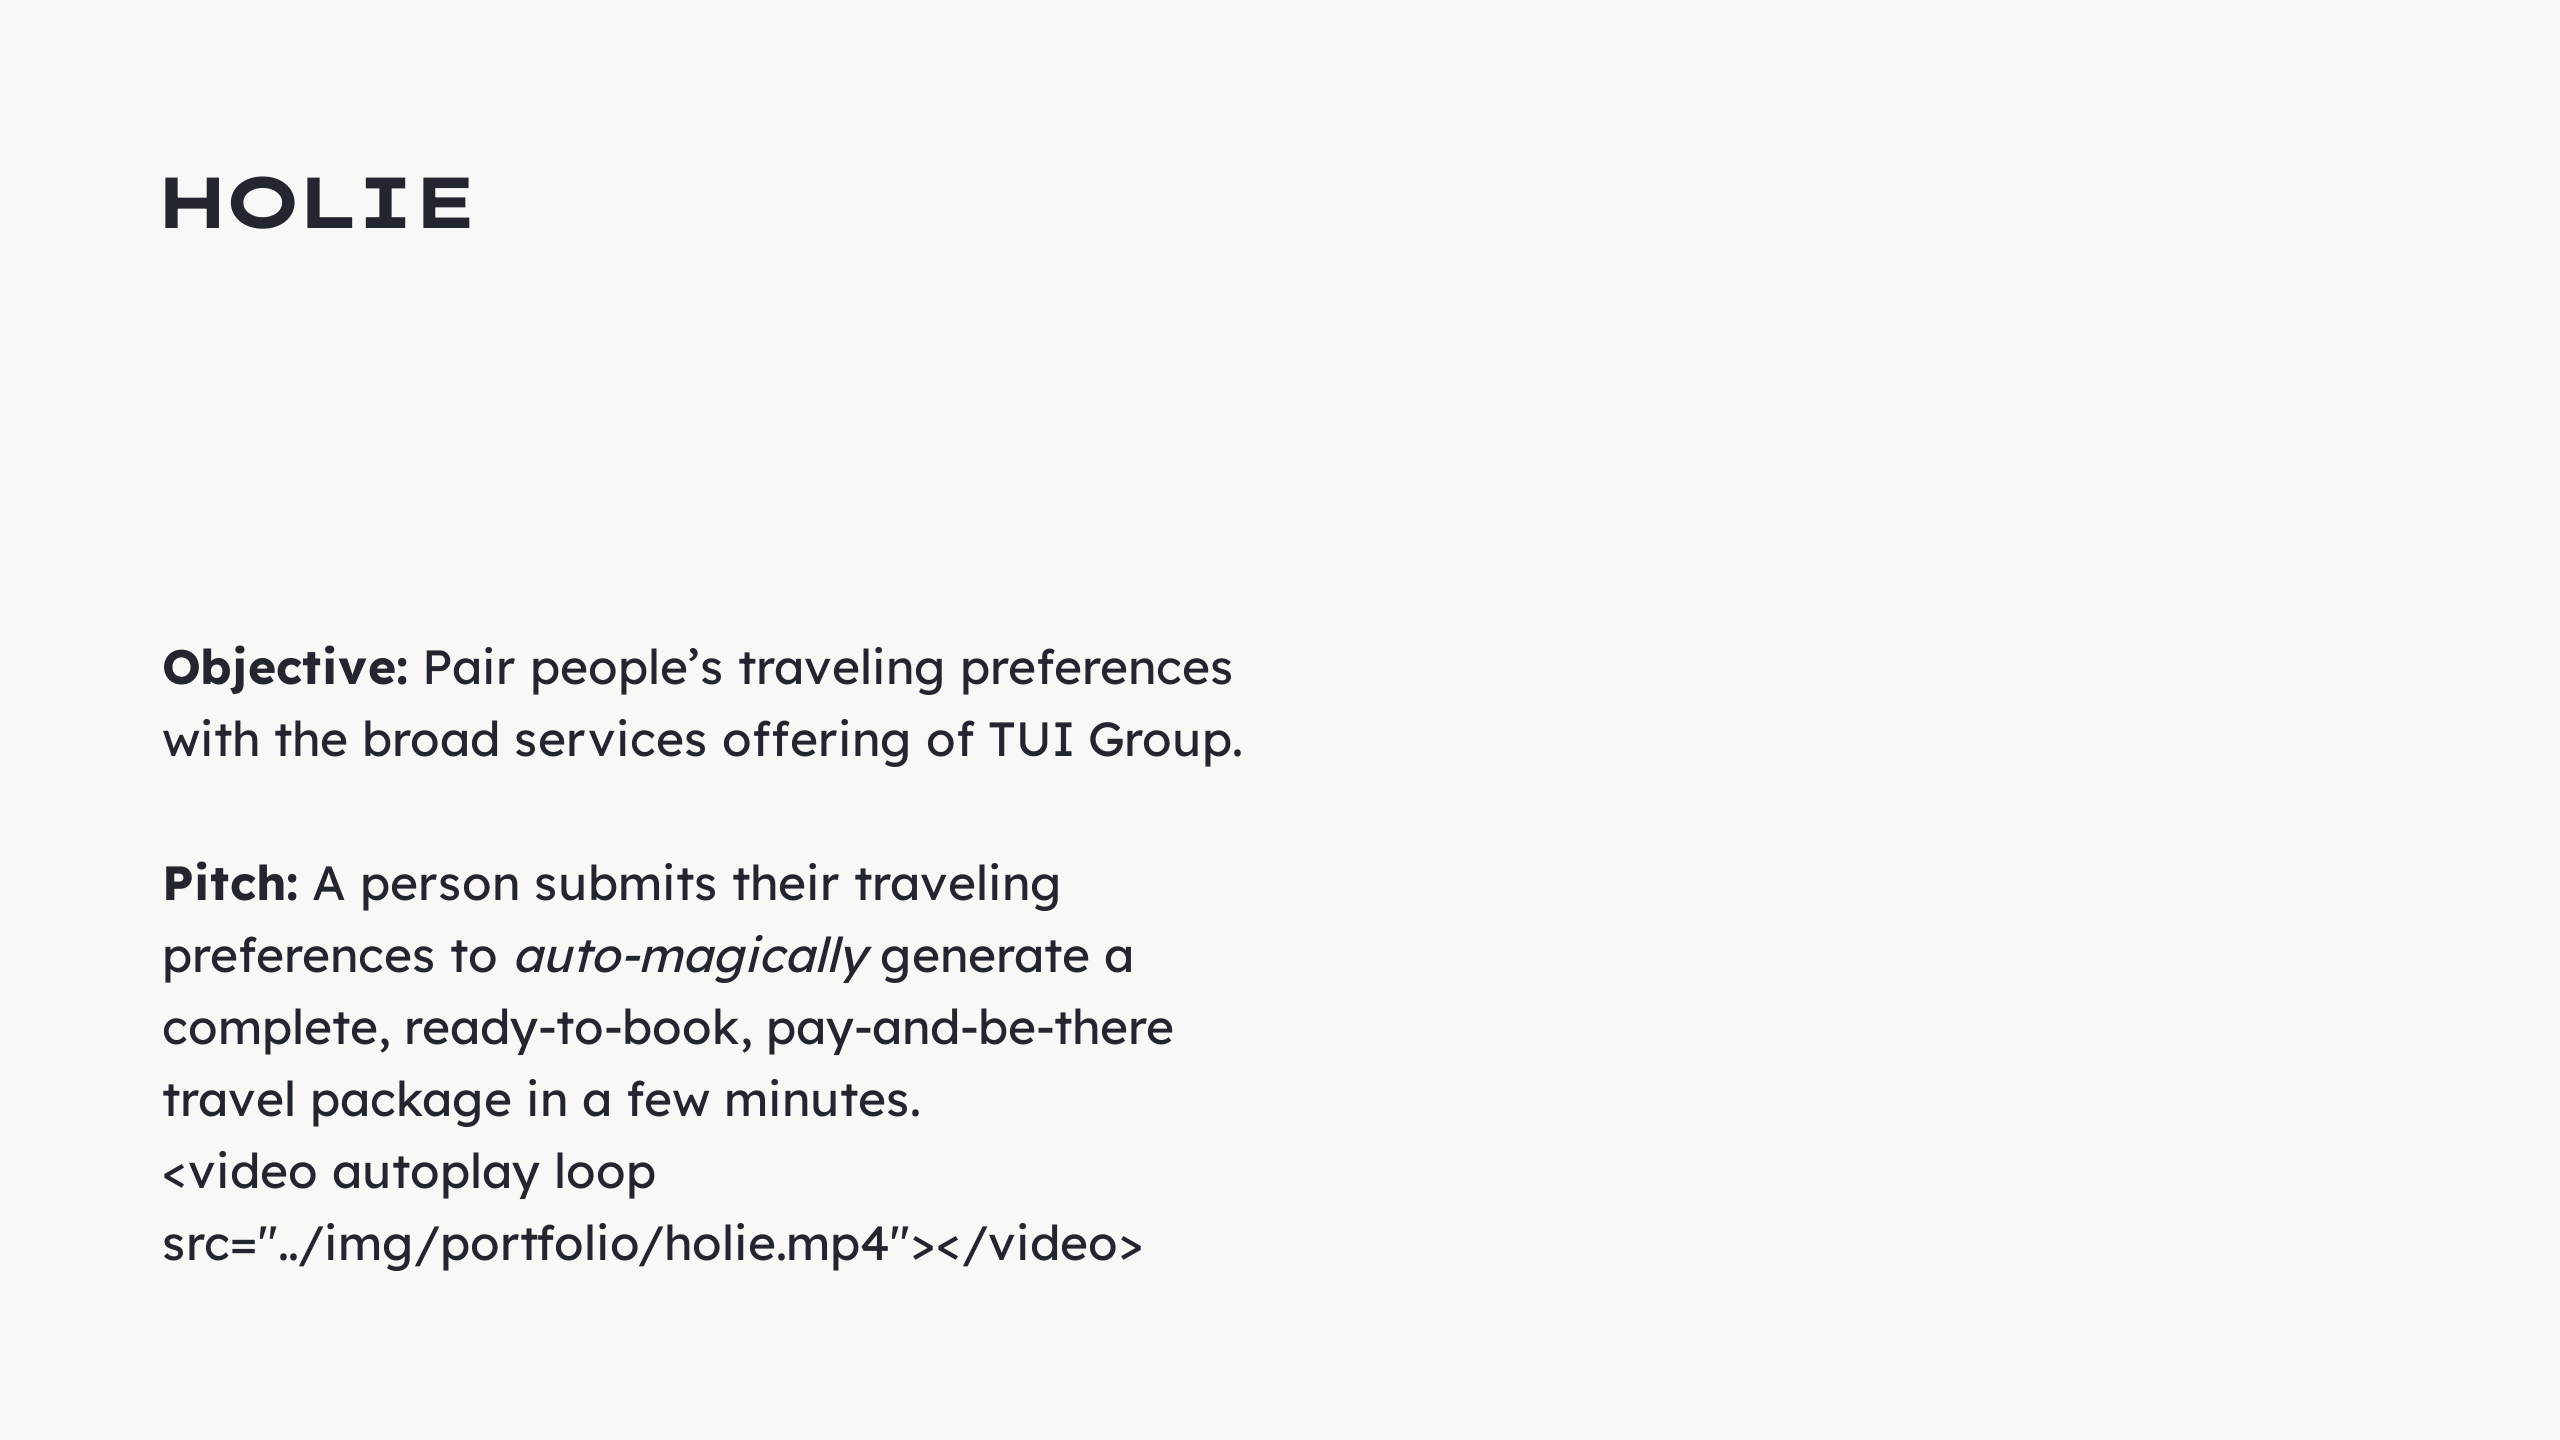 HOLIE
Objective: Pair people’s traveling preferences
with the broad services offering of TUI Group.
Pitch: A person submits their traveling
preferences to auto-magically generate a
complete, ready-to-book, pay-and-be-there
travel package in a few minutes.
<video autoplay loop
src="../img/portfolio/holie.mp4"></video>